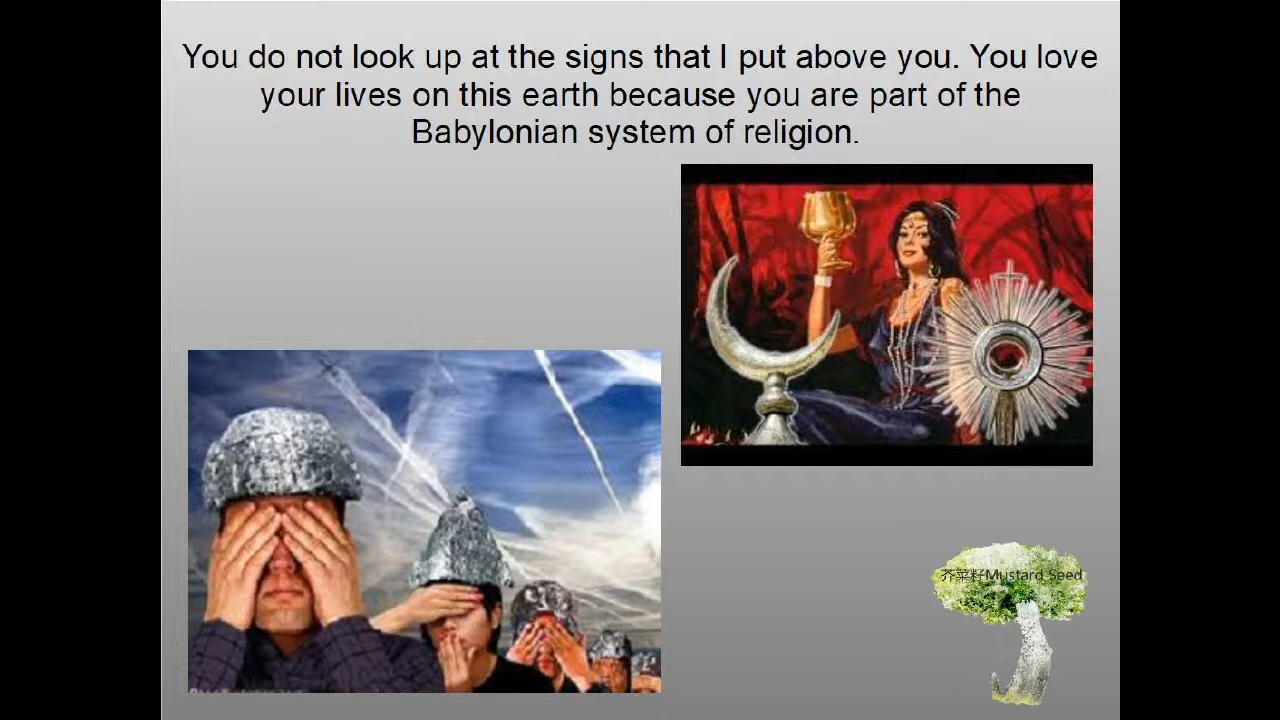 You do not look up at the signs that I put above you. You love
your lives on this earth because you are part of the
Babylonian system of religion.
芥菜籽Mustard Seed